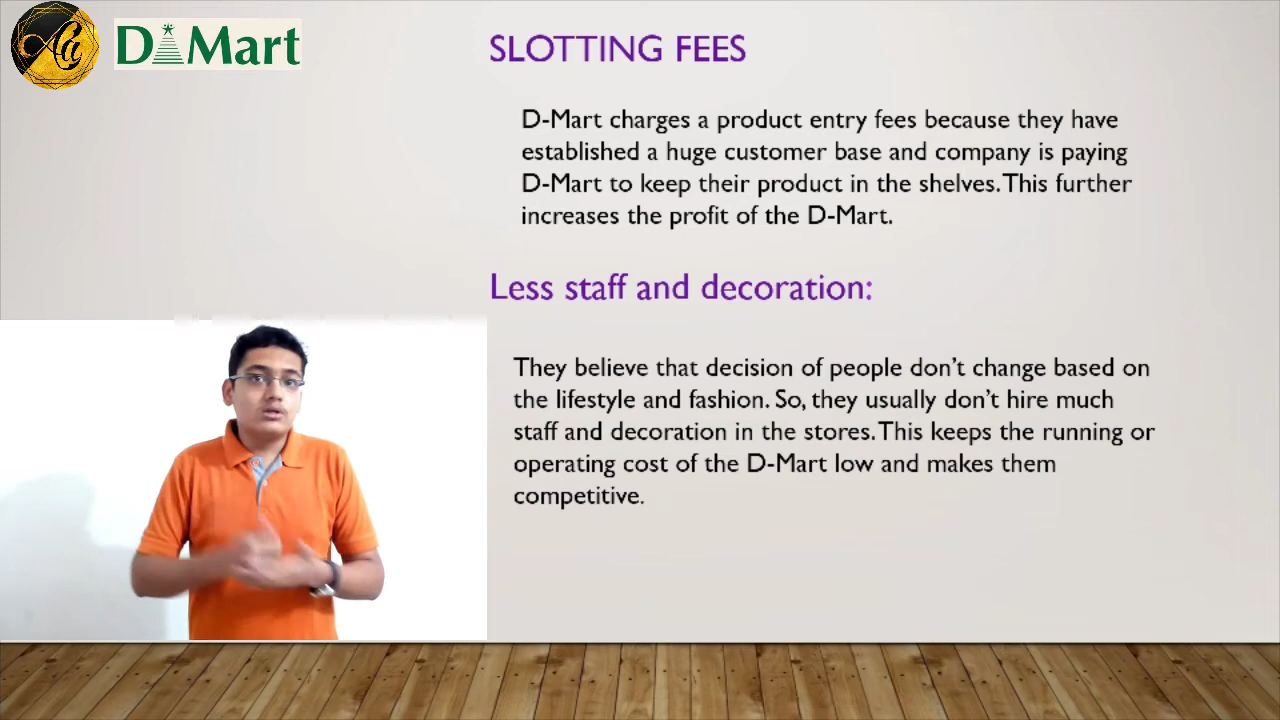 D Mart
SLOTTING FEES
D-Mart charges a product entry fees because they have
established a huge customer base and company is paying
D-Mart to keep their product in the shelves. This further
increases the profit of the D-Mart.
Less staff and decoration:
They believe that decision of people don't change based on
the lifestyle and fashion. So, they usually don't hire much
staff and decoration in the stores. This keeps the running or
operating cost of the D-Mart low and makes them
competitive.